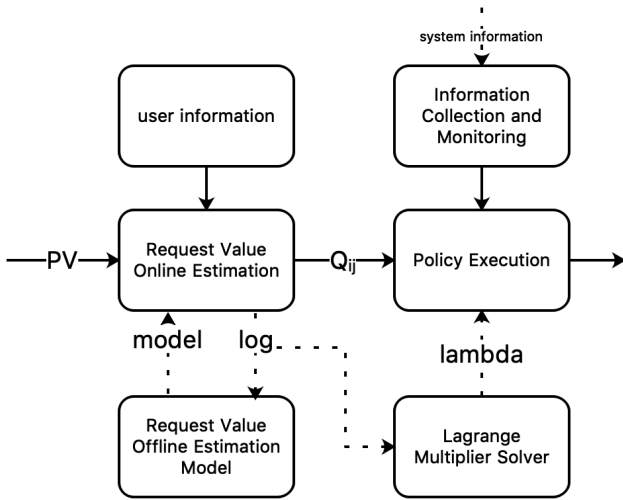 system information
user information
Information
Collection and
Monitoring
PV
Request Value
Online Estimation
Qij
Policy Execution
model
log
lambda
Request Value
Offline Estimation
Model
Lagrange
Multiplier Solver